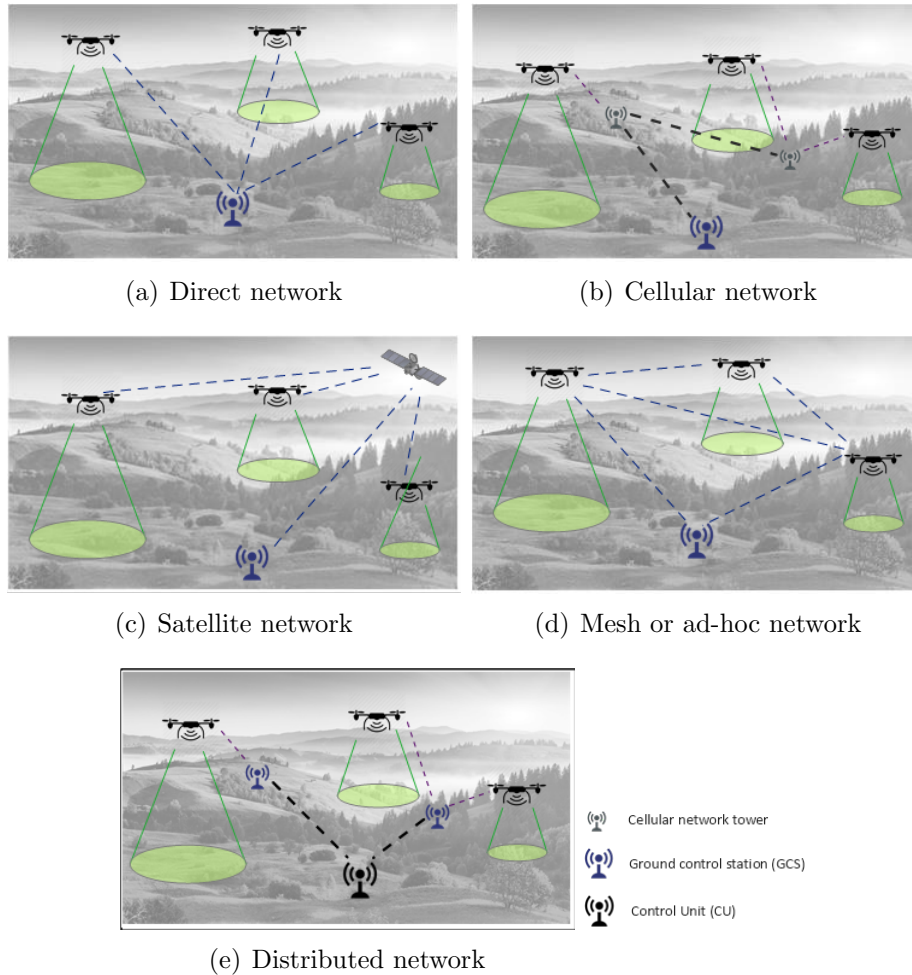 (a) Direct network
(b) Cellular network
(c) Satellite network
(d) Mesh or ad-hoc network
Cellular network tower
Ground control station (GCS)
Control Unit (CU)
(e) Distributed network